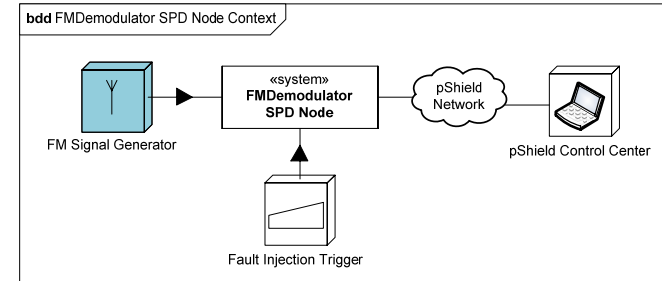 bdd FMDemodulator SPD Node Context
«system»
FMDemodulator
SPD Node
pShield
Network
FM Signal Generator
pShield Control Center
Fault Injection Trigger